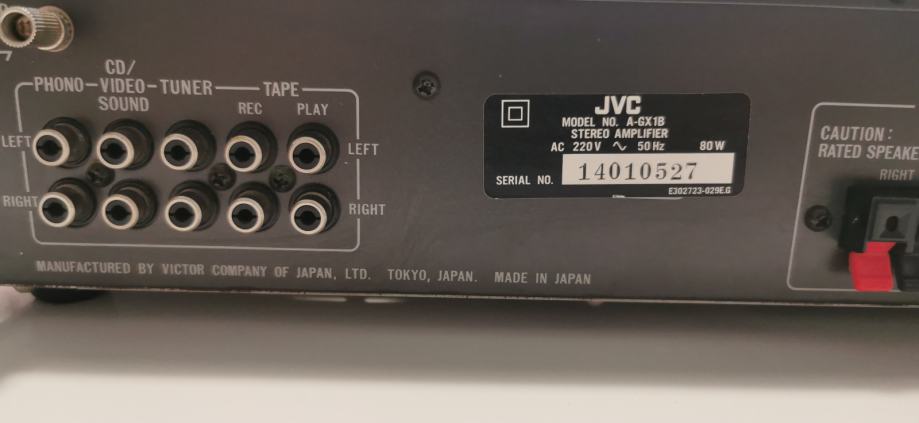 CD/
PHONO VIDEO TUNER TAPE
SOUND REC PLAY
LEFT LEFT
RIGHT RIGHT
MANUFACTURED BY VICTOR COMPANY OF JAPAN, LTD. TOKYO, JAPAN. MADE IN JAPAN
JVC
MODEL NO. A-GX1B
STEREO AMPLIFIER
AC 220V ~ 50Hz 80W
SERIAL NO. 14010527
E302723-029E.G
CAUTION:
RATED SPEAKE
RIGHT